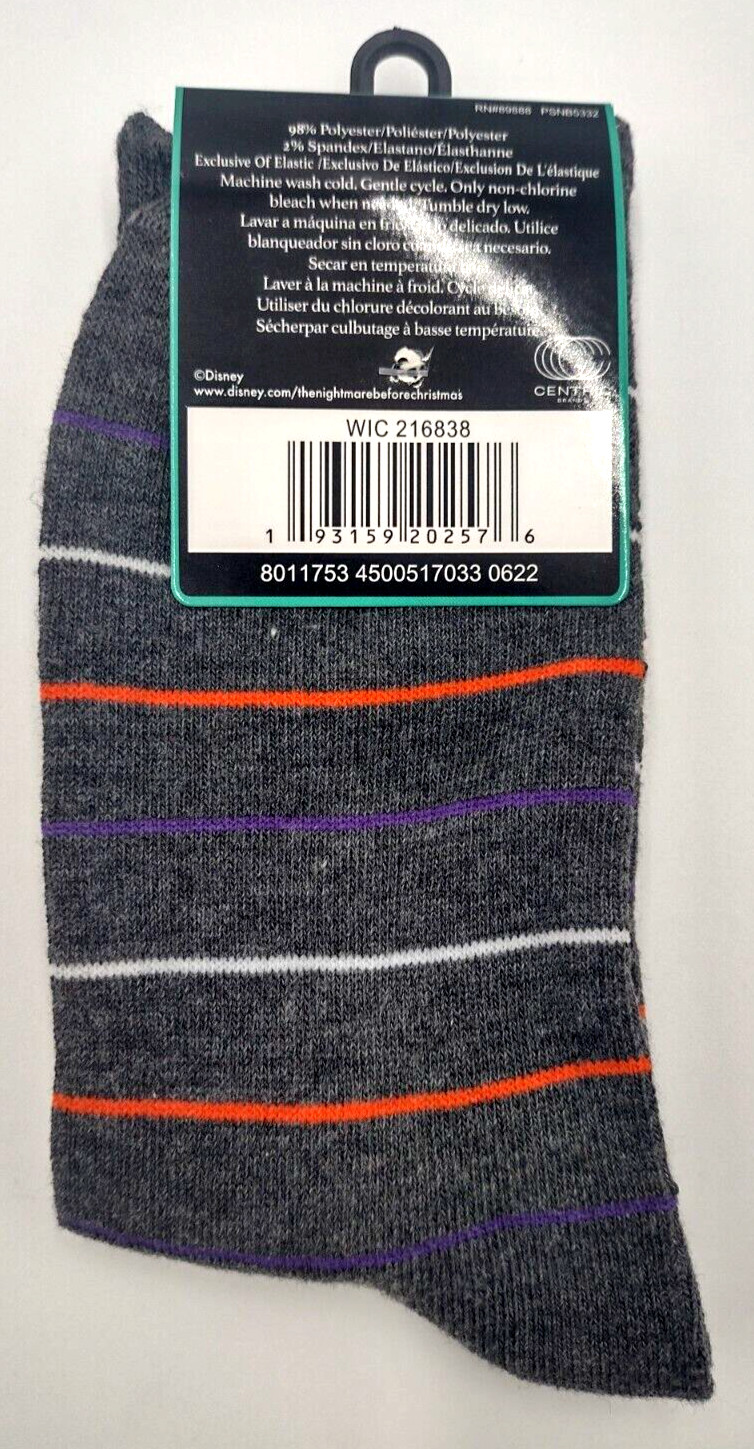 RN#89888 PSNB5332
98% Polyester/Poliéster/Polyester
2% Spandex/Elastano/Élasthanne
Exclusive Of Elastic /Exclusivo De Elástico/Exclusion De L'élastique
Machine wash cold. Gentle cycle. Only non-chlorine
bleach when Tumble dry low.
Lavar a máquina en delicado. Utilice
blanqueador sin cloro necesario.
Secar en
Laver à la machine à froid.
Utiliser du chlorure décolorant au
Sécherpar culbutage à basse température.
©Disney
www.disney.com/thenightmarebeforechristmas
BRANDS
WIC 216838
1 93159 20257 6
8011753 4500517033 0622